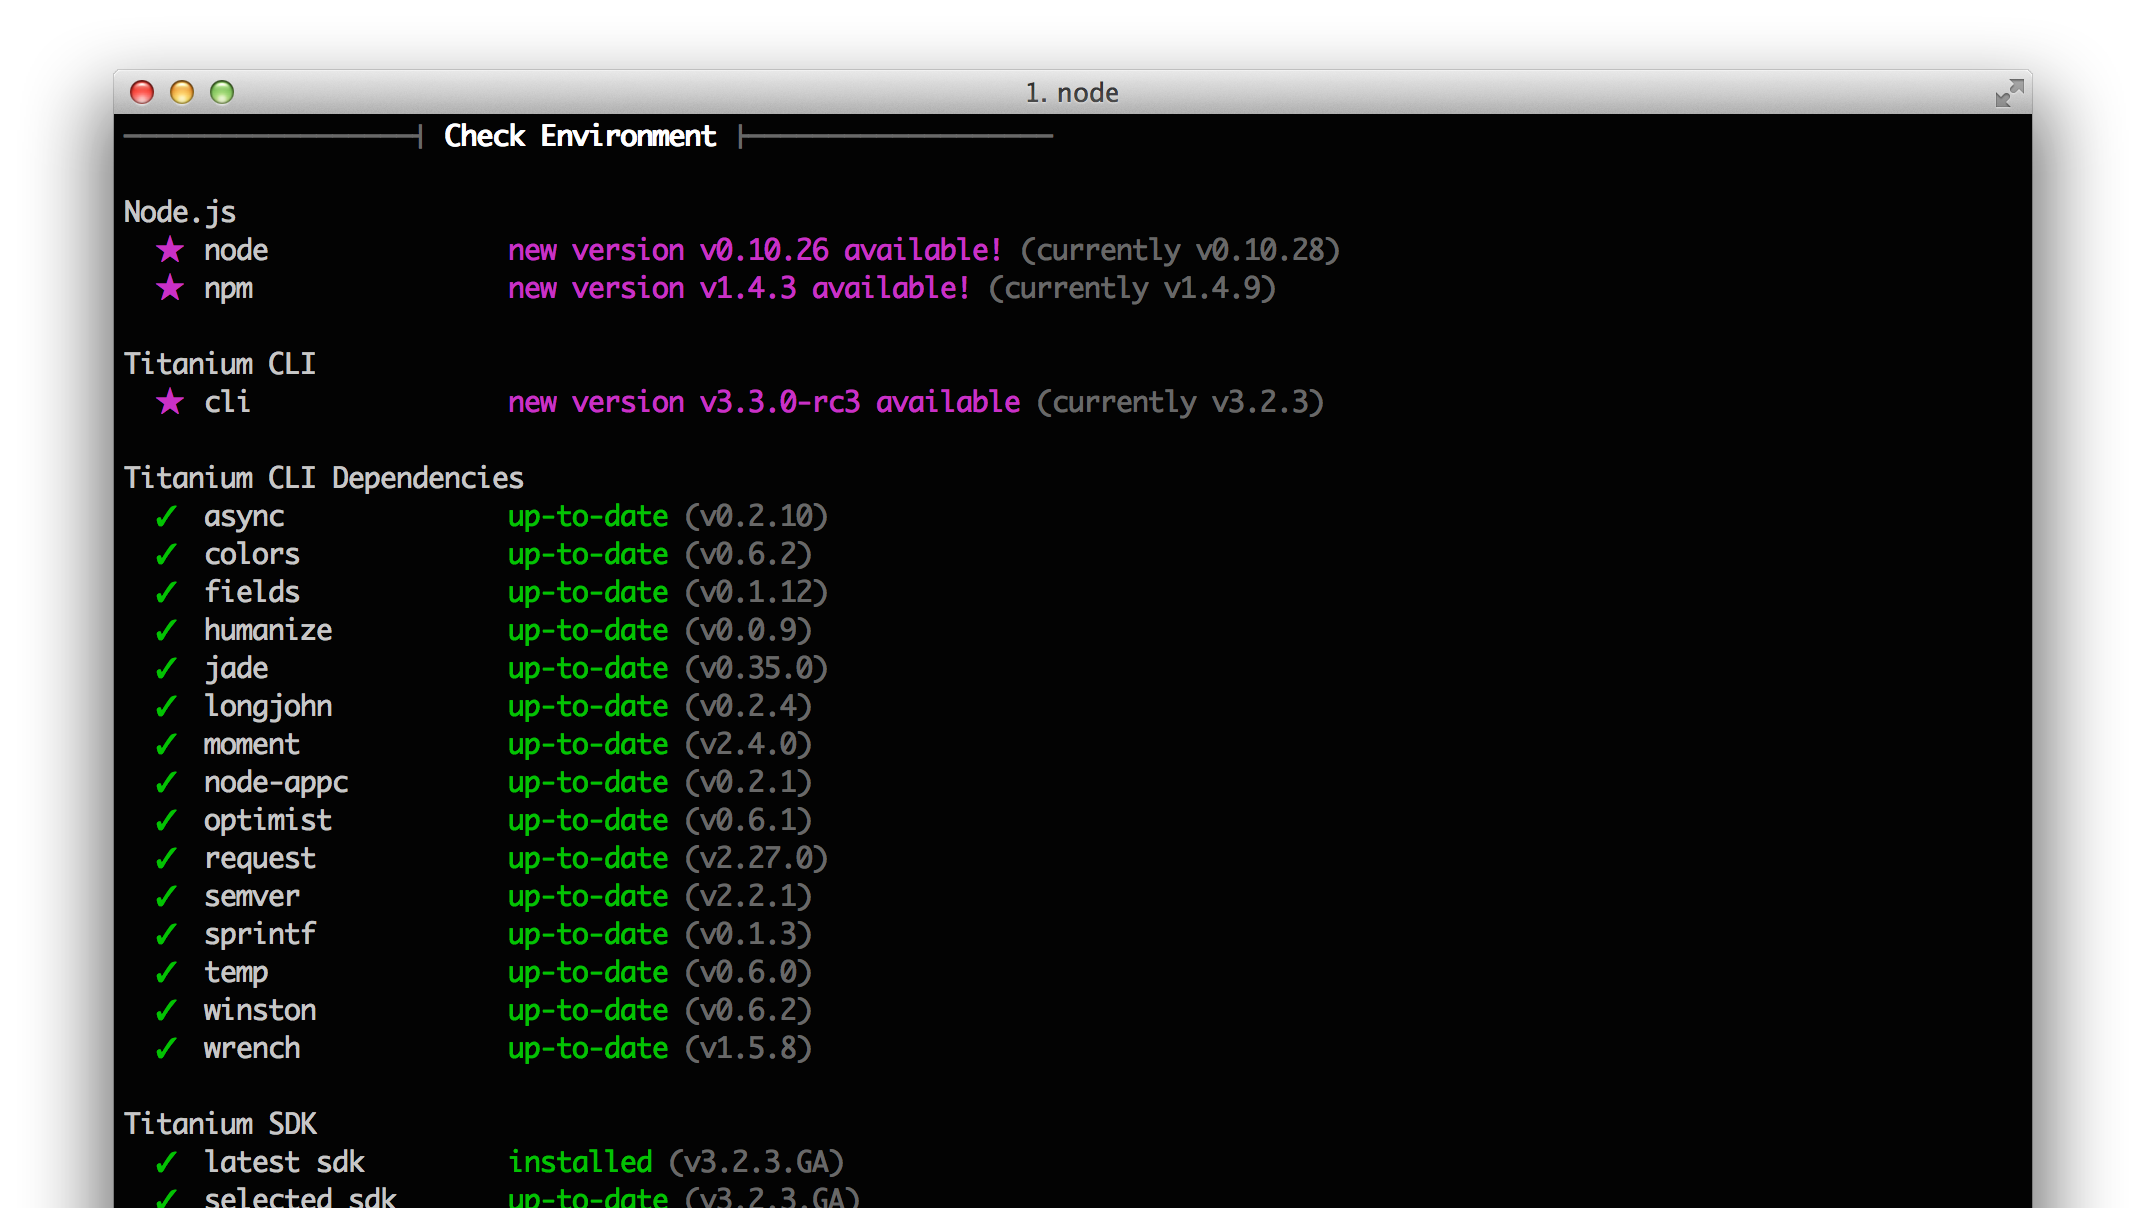 1. node
Check Environment
Node.js
★ node new version v0.10.26 available! (currently v0.10.28)
★ npm new version v1.4.3 available! (currently v1.4.9)
Titanium CLI
★ cli new version v3.3.0-rc3 available (currently v3.2.3)
Titanium CLI Dependencies
✓ async up-to-date (v0.2.10)
✓ colors up-to-date (v0.6.2)
✓ fields up-to-date (v0.1.12)
✓ humanize up-to-date (v0.0.9)
✓ jade up-to-date (v0.35.0)
✓ longjohn up-to-date (v0.2.4)
✓ moment up-to-date (v2.4.0)
✓ node-appc up-to-date (v0.2.1)
✓ optimist up-to-date (v0.6.1)
✓ request up-to-date (v2.27.0)
✓ semver up-to-date (v2.2.1)
✓ sprintf up-to-date (v0.1.3)
✓ temp up-to-date (v0.6.0)
✓ winston up-to-date (v0.6.2)
✓ wrench up-to-date (v1.5.8)
Titanium SDK
✓ latest sdk installed (v3.2.3.GA)
✓ selected sdk up-to-date (v3.2.3.GA)